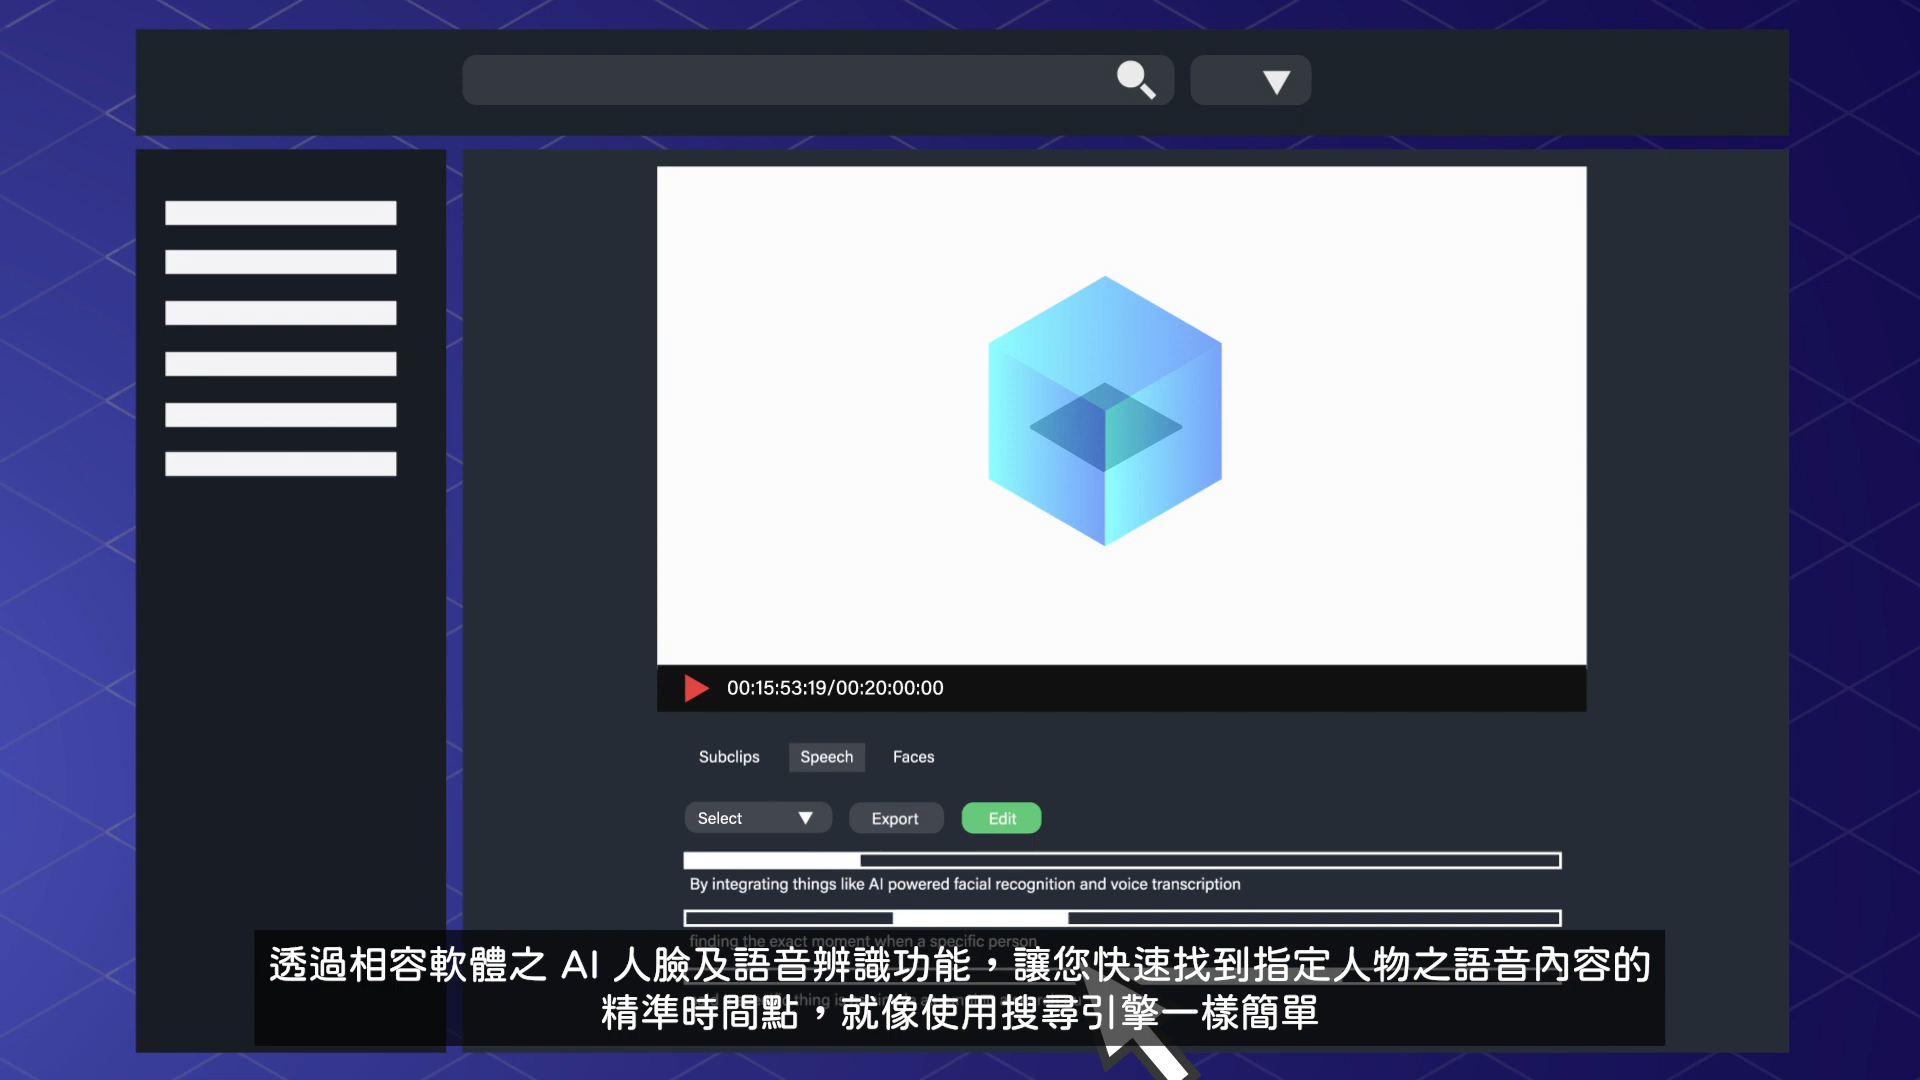 00:15:53:19/00:20:00:00
Subclips Speech Faces
Select Export Edit
By integrating things like AI powered facial recognition and voice transcription
finding the exact moment when a specific person
透過相容軟體之 AI 人臉及語音辨識功能，讓您快速找到指定人物之語音內容的
精準時間點，就像使用搜尋引擎一樣簡單